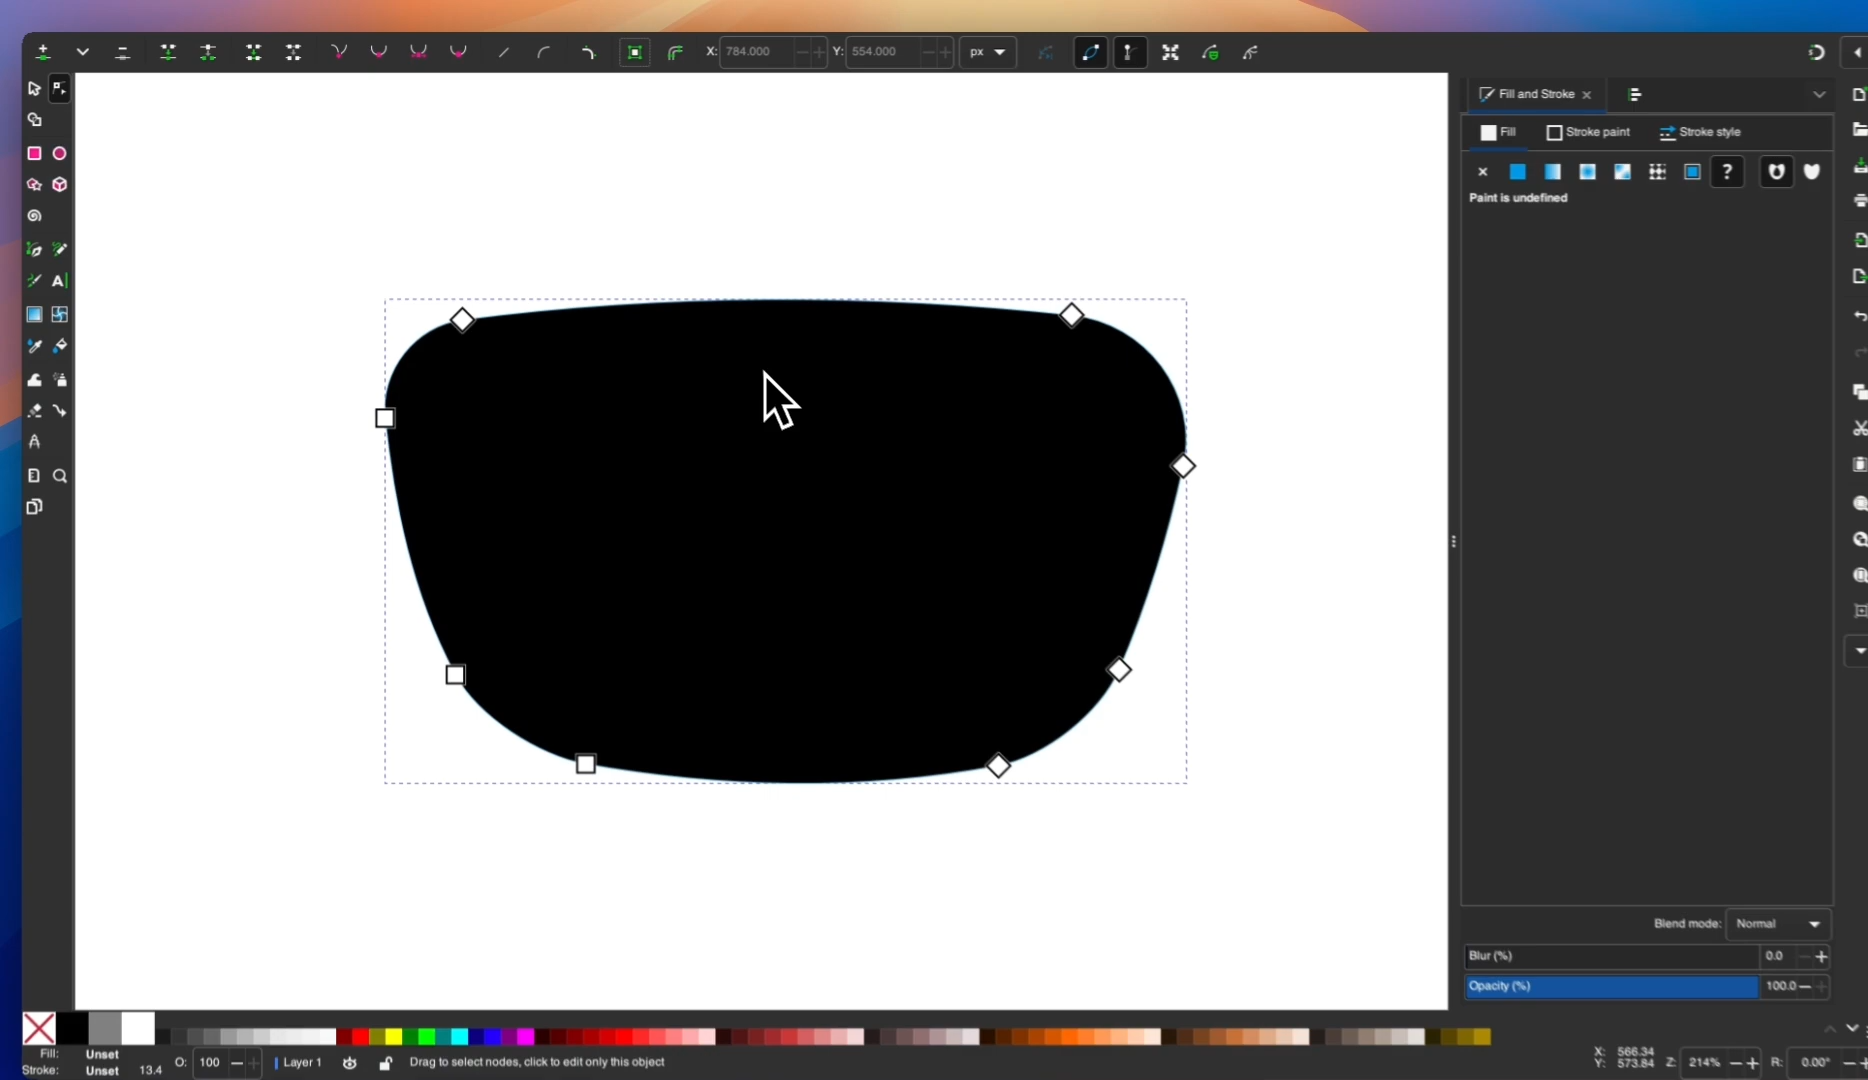 X: 784.000 Y: 554.000 px
Fill and Stroke
Fill Stroke paint Stroke style
?
Paint is undefined
A
Blend mode: Normal
Blur (%) 0.0
Opacity (%) 100.0
Fill: Unset
Stroke: Unset 13.4
O: 100
Layer 1
Drag to select nodes, click to edit only this object
X: 566.34
Y: 573.84
Z: 214%
R: 0.00°